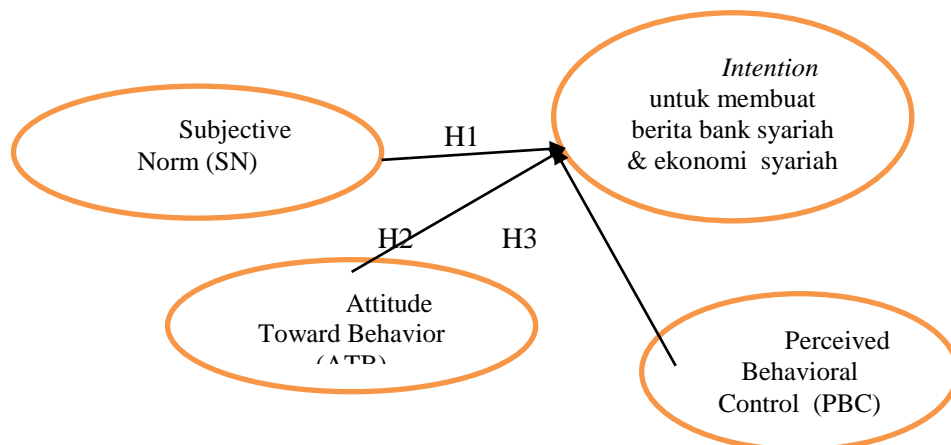 Subjective
Norm (SN)
H1
Intention
untuk membuat
berita bank syariah
& ekonomi syariah
H2
H3
Attitude
Toward Behavior
(ATB)
Perceived
Behavioral
Control (PBC)